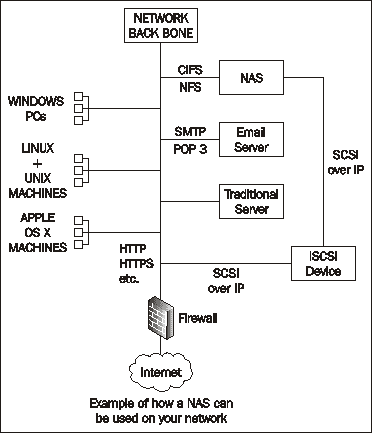 NETWORK
BACK BONE
CIFS
NFS
NAS
WINDOWS
PCs
SMTP
POP 3
Email
Server
SCSI
over IP
LINUX
+
UNIX
MACHINES
Traditional
Server
APPLE
OS X
MACHINES
HTTP
HTTPS
etc.
SCSI
over IP
iSCSI
Device
Firewall
Internet
Example of how a NAS can
be used on your network